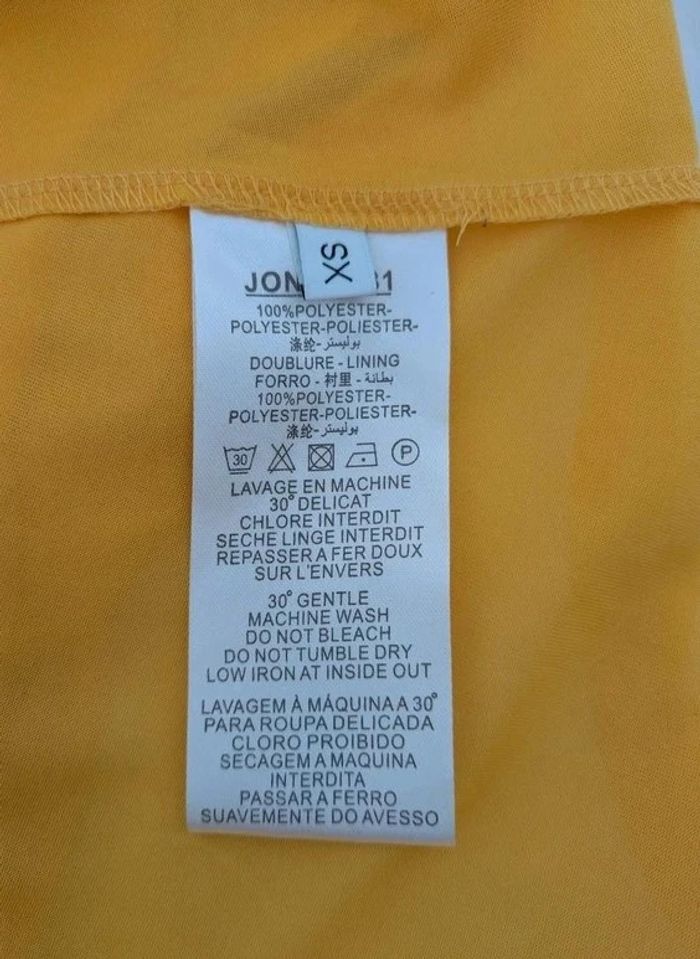 XS
100%POLYESTER-
POLYESTER-POLIESTER-
涤纶-بوليستر
DOUBLURE - LINING
FORRO - 衬里 - بطانة
100%POLYESTER-
POLYESTER-POLIESTER-
涤纶-بوليستر
30 P
LAVAGE EN MACHINE
30° DELICAT
CHLORE INTERDIT
SECHE LINGE INTERDIT
REPASSER A FER DOUX
SUR L'ENVERS
30° GENTLE
MACHINE WASH
DO NOT BLEACH
DO NOT TUMBLE DRY
LOW IRON AT INSIDE OUT
LAVAGEM À MÁQUINA A 30°
PARA ROUPA DELICADA
CLORO PROIBIDO
SECAGEM A MAQUINA
INTERDITA
PASSAR A FERRO
SUAVEMENTE DO AVESSO